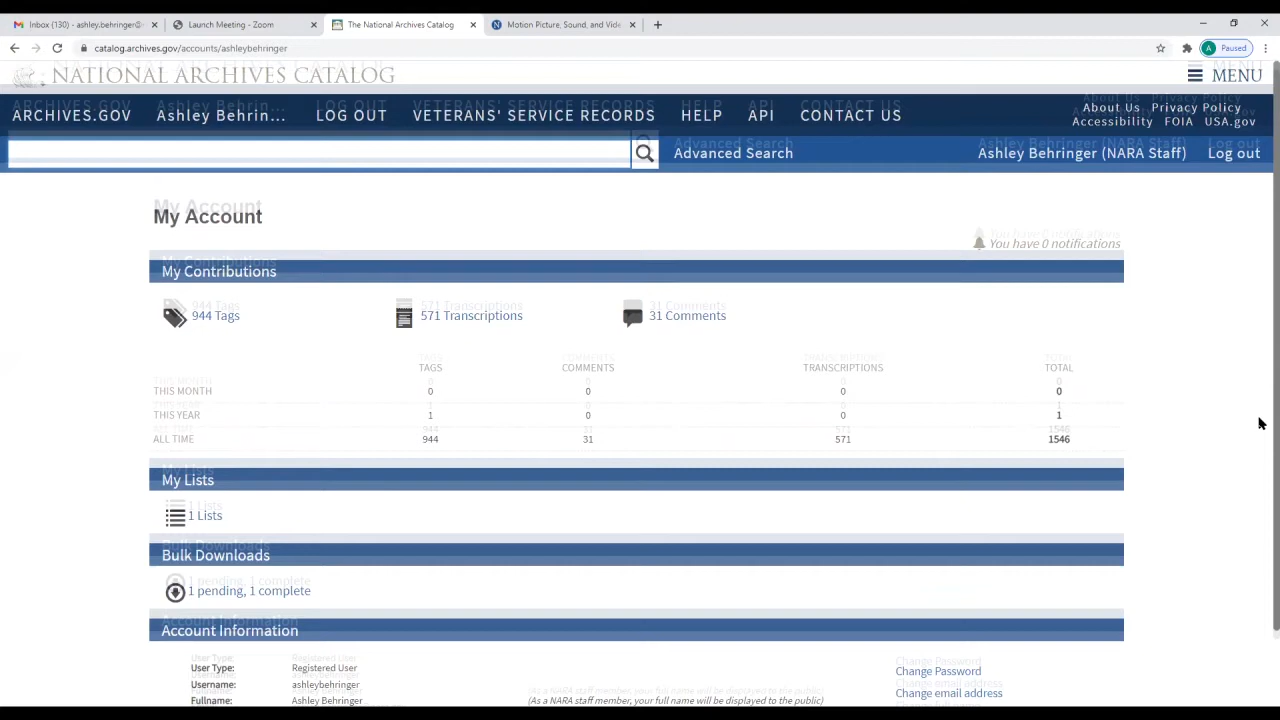 Inbox (130) - ashley.behringer@
Launch Meeting - Zoom
The National Archives Catalog
Motion Picture, Sound, and Vide
catalog.archives.gov/accounts/ashleybehringer
A Paused
NATIONAL ARCHIVES CATALOG
MENU
ARCHIVES.GOV Ashley Behrin... LOG OUT VETERANS' SERVICE RECORDS HELP API CONTACT US
About Us Privacy Policy
Accessibility FOIA USA.gov
Advanced Search
Ashley Behringer (NARA Staff) Log out
My Account
You have 0 notifications
My Contributions
944 Tags 571 Transcriptions 31 Comments
TAGS COMMENTS TRANSCRIPTIONS TOTAL
THIS MONTH 0 0 0 0
THIS YEAR 1 0 0 1
ALL TIME 944 31 571 1546
My Lists
1 Lists
Bulk Downloads
1 pending, 1 complete
Account Information
User Type: Registered User
Change Password
Username: ashleybehringer
Change email address
Fullname: Ashley Behringer (As a NARA staff member, your full name will be displayed to the public)